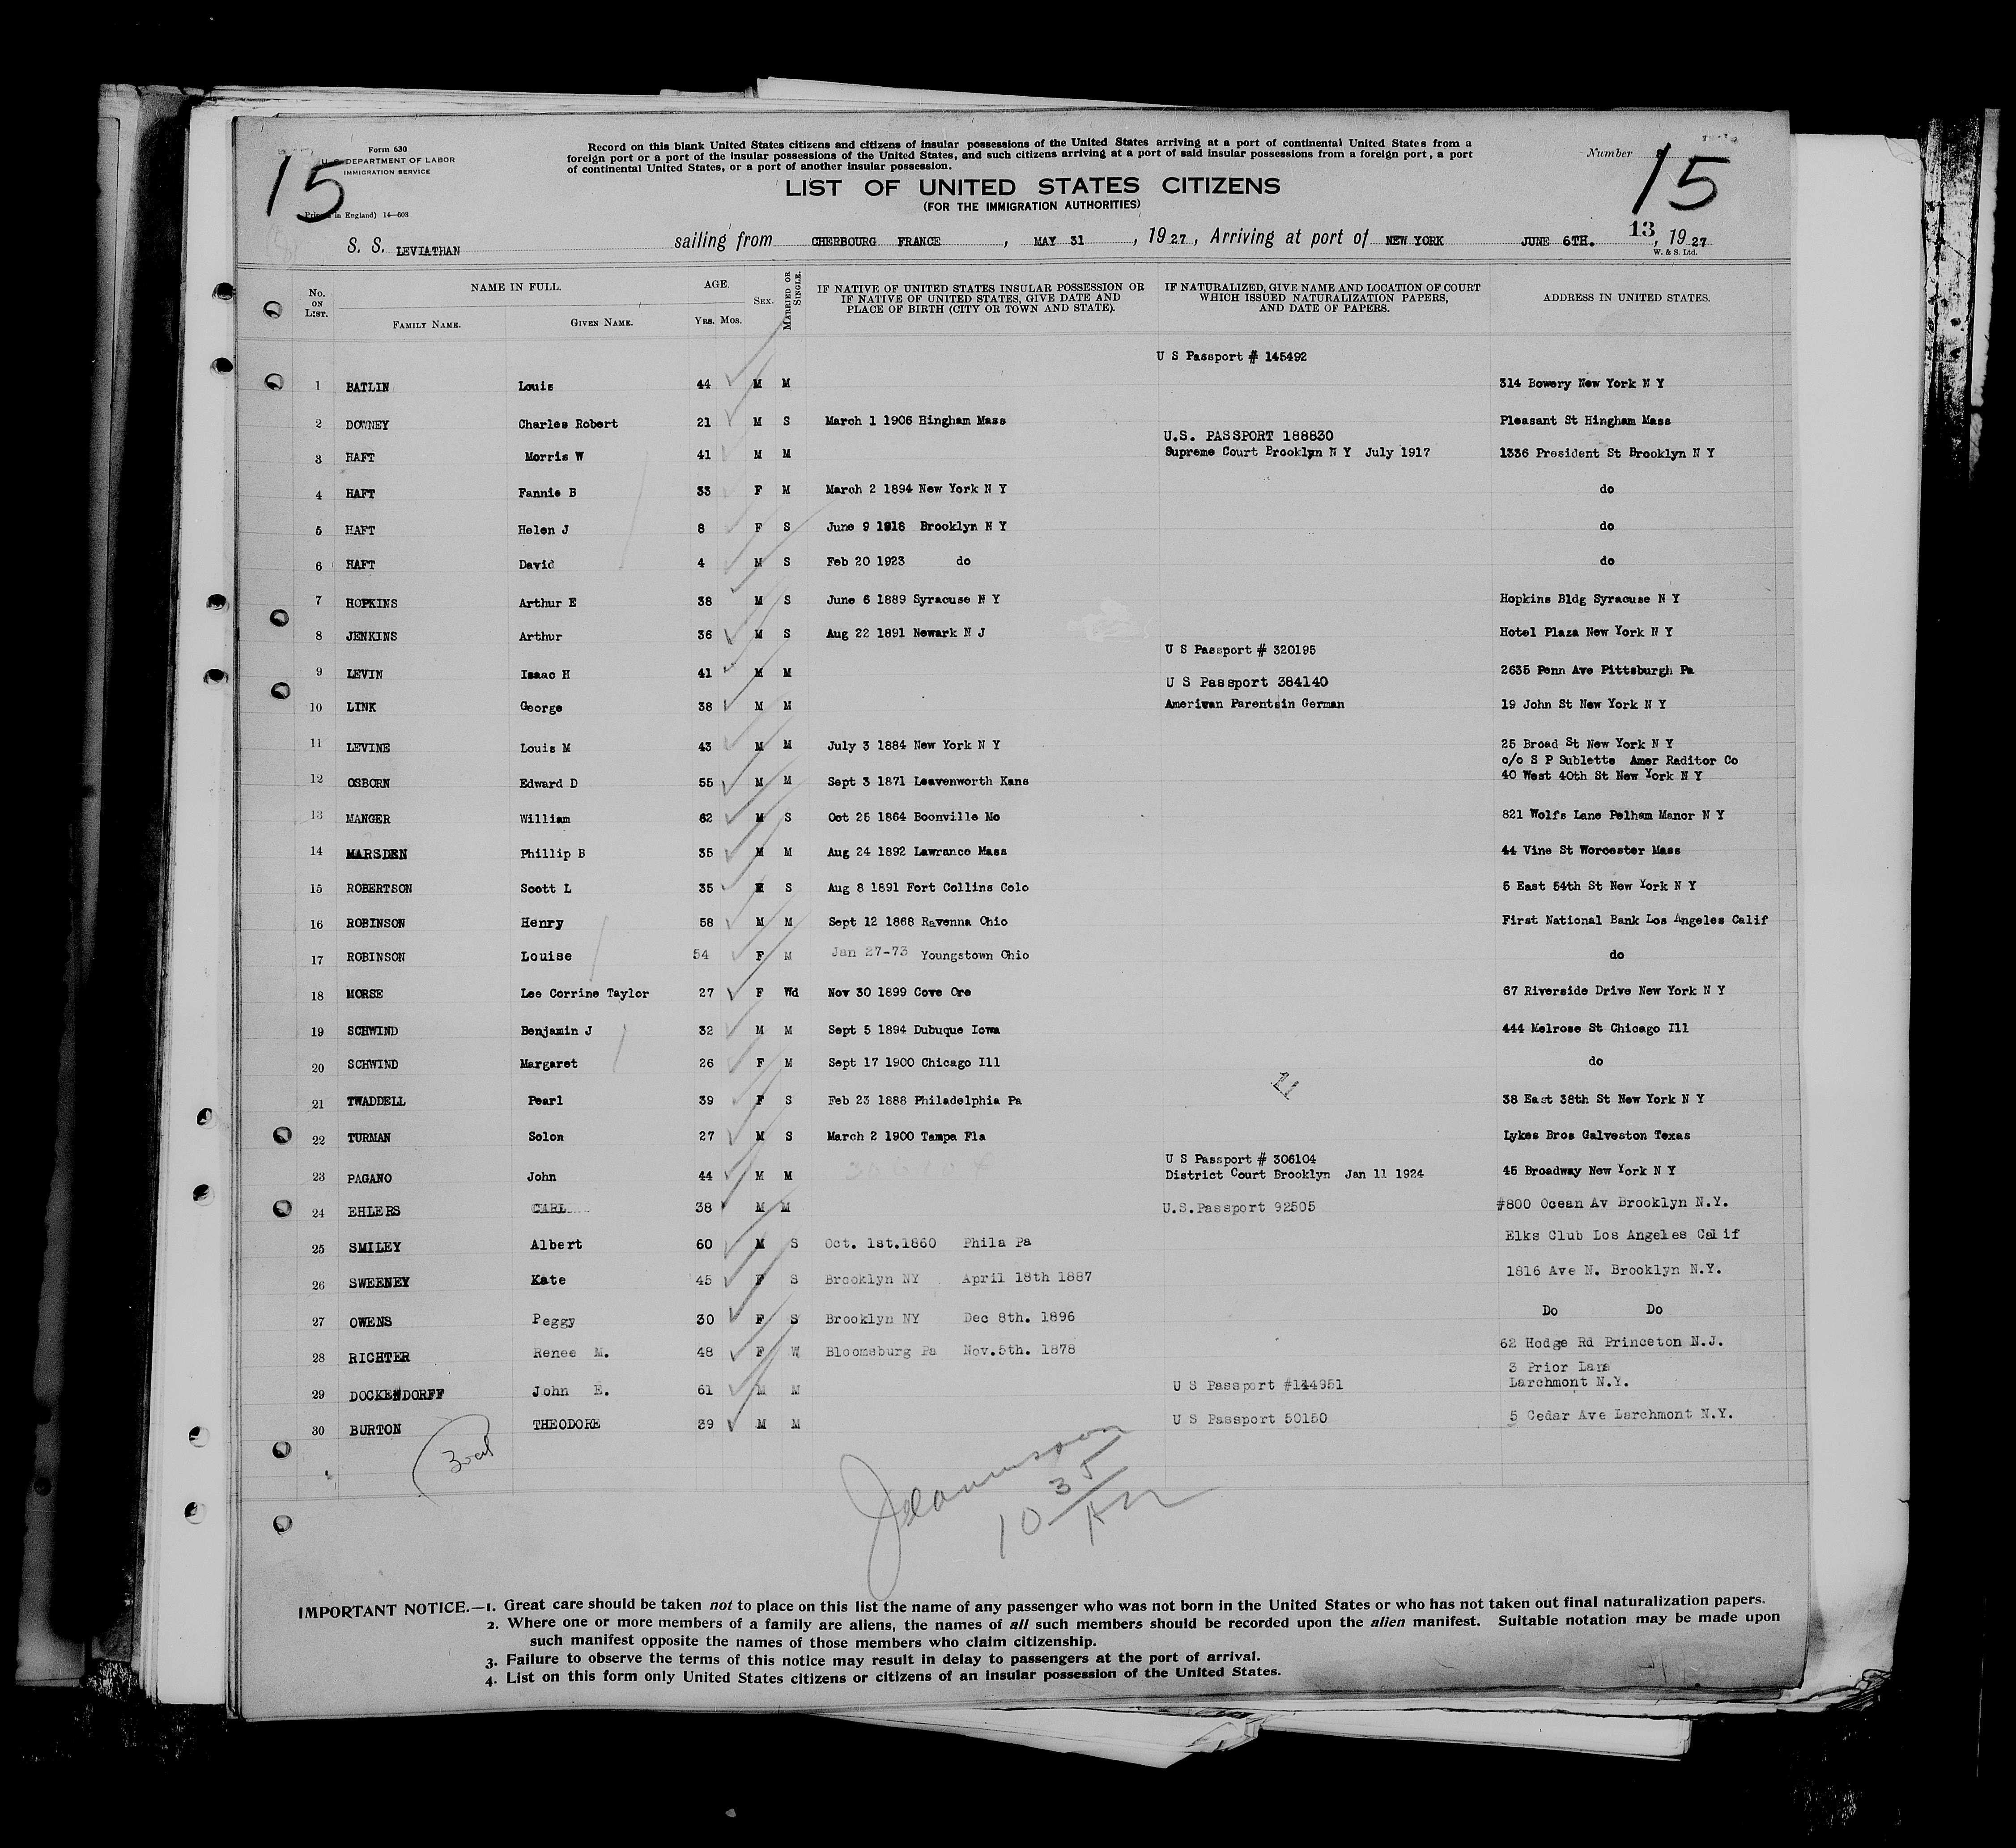 Form 630
U. S. DEPARTMENT OF LABOR
IMMIGRATION SERVICE
15
in England) 14—608
Record on this blank United States citizens and citizens of insular possessions of the United States arriving at a port of continental United States from a
foreign port or a port of the insular possessions of the United States, and such citizens arriving at a port of said insular possessions from a foreign port, a port
of continental United States, or a port of another insular possession.
Number
15
LIST OF UNITED STATES CITIZENS
(FOR THE IMMIGRATION AUTHORITIES)
S. S. LEVIATHAN sailing from CHERBOURG FRANCE, MAY 31, 1927, Arriving at port of NEW YORK JUNE 6TH. 13, 1927
W. & S. Ltd.
No. ON LIST. NAME IN FULL. FAMILY NAME. GIVEN NAME. AGE. Yrs. Mos. SEX. MARRIED OR SINGLE. IF NATIVE OF UNITED STATES INSULAR POSSESSION OR IF NATIVE OF UNITED STATES, GIVE DATE AND PLACE OF BIRTH (CITY OR TOWN AND STATE). IF NATURALIZED, GIVE NAME AND LOCATION OF COURT WHICH ISSUED NATURALIZATION PAPERS, AND DATE OF PAPERS. ADDRESS IN UNITED STATES.
U S Passport # 145492
1 BATLIN Louis 44 M M 314 Bowery New York N Y
2 DOWNEY Charles Robert 21 M S March 1 1906 Hingham Mass Pleasant St Hingham Mass
U.S. PASSPORT 188830
3 HAFT Morris W 41 M M Supreme Court Brooklyn N Y July 1917 1336 President St Brooklyn N Y
4 HAFT Fannie B 33 F M March 2 1894 New York N Y do
5 HAFT Helen J 8 F S June 9 1918 Brooklyn N Y do
6 HAFT David 4 M S Feb 20 1923 do do
7 HOPKINS Arthur E 38 M S June 6 1889 Syracuse N Y Hopkins Bldg Syracuse N Y
8 JENKINS Arthur 36 M S Aug 22 1891 Newark N J Hotel Plaza New York N Y
U S Passport # 320195
9 LEVIN Isaac H 41 M M 2635 Penn Ave Pittsburgh Pa
U S Passport 384140
10 LINK George 38 M M Ameriwan Parentsin German 19 John St New York N Y
11 LEVINE Louis M 43 M M July 3 1884 New York N Y 25 Broad St New York N Y
c/o S P Sublette Amer Raditor Co
12 OSBORN Edward D 55 M M Sept 3 1871 Leavenworth Kans 40 West 40th St New York N Y
13 MANGER William 62 M S Oct 25 1864 Boonville Mo 821 Wolfs Lane Pelham Manor N Y
14 MARSDEN Phillip B 35 M M Aug 24 1892 Lawrance Mass 44 Vine St Worcester Mass
15 ROBERTSON Scott L 35 M S Aug 8 1891 Fort Collins Colo 5 East 54th St New York N Y
16 ROBINSON Henry 58 M M Sept 12 1868 Ravenna Ohio First National Bank Los Angeles Calif
17 ROBINSON Louise 54 F M Jan 27-73 Youngstown Ohio do
18 MORSE Lee Corrine Taylor 27 F Wd Nov 30 1899 Cove Ore 67 Riverside Drive New York N Y
19 SCHWIND Benjamin J 32 M M Sept 5 1894 Dubuque Iowa 444 Melrose St Chicago Ill
20 SCHWIND Margaret 26 F M Sept 17 1900 Chicago Ill do
21 TWADDELL Pearl 39 F S Feb 23 1888 Philadelphia Pa 38 East 38th St New York N Y
22 TURMAN Solon 27 M S March 2 1900 Tampa Fla Lykes Bros Galveston Texas
U S Passport # 306104
23 PAGANO John 44 M M 306104 District Court Brooklyn Jan 11 1924 45 Broadway New York N Y
24 EHLERS CARL 38 M M U.S.Passport 92505 #800 Ocean Av Brooklyn N.Y.
25 SMILEY Albert 60 M S Oct. 1st.1860 Phila Pa Elks Club Los Angeles Calif
26 SWEENEY Kate 45 F S Brooklyn NY April 18th 1887 1816 Ave N. Brooklyn N.Y.
27 OWENS Peggy 30 F S Brooklyn NY Dec 8th. 1896 Do Do
28 RICHTER Renee M. 48 F W Bloomsburg Pa Nov.5th. 1878 62 Hodge Rd Princeton N.J.
3 Prior Lane
29 DOCKENDORFF John E. 61 M M U S Passport #144951 Larchmont N.Y.
30 BURTON THEODORE 39 M M U S Passport 50150 5 Cedar Ave Larchmont N.Y.
10 35 AM
IMPORTANT NOTICE.—1. Great care should be taken not to place on this list the name of any passenger who was not born in the United States or who has not taken out final naturalization papers.
2. Where one or more members of a family are aliens, the names of all such members should be recorded upon the alien manifest. Suitable notation may be made upon
such manifest opposite the names of those members who claim citizenship.
3. Failure to observe the terms of this notice may result in delay to passengers at the port of arrival.
4. List on this form only United States citizens or citizens of an insular possession of the United States.